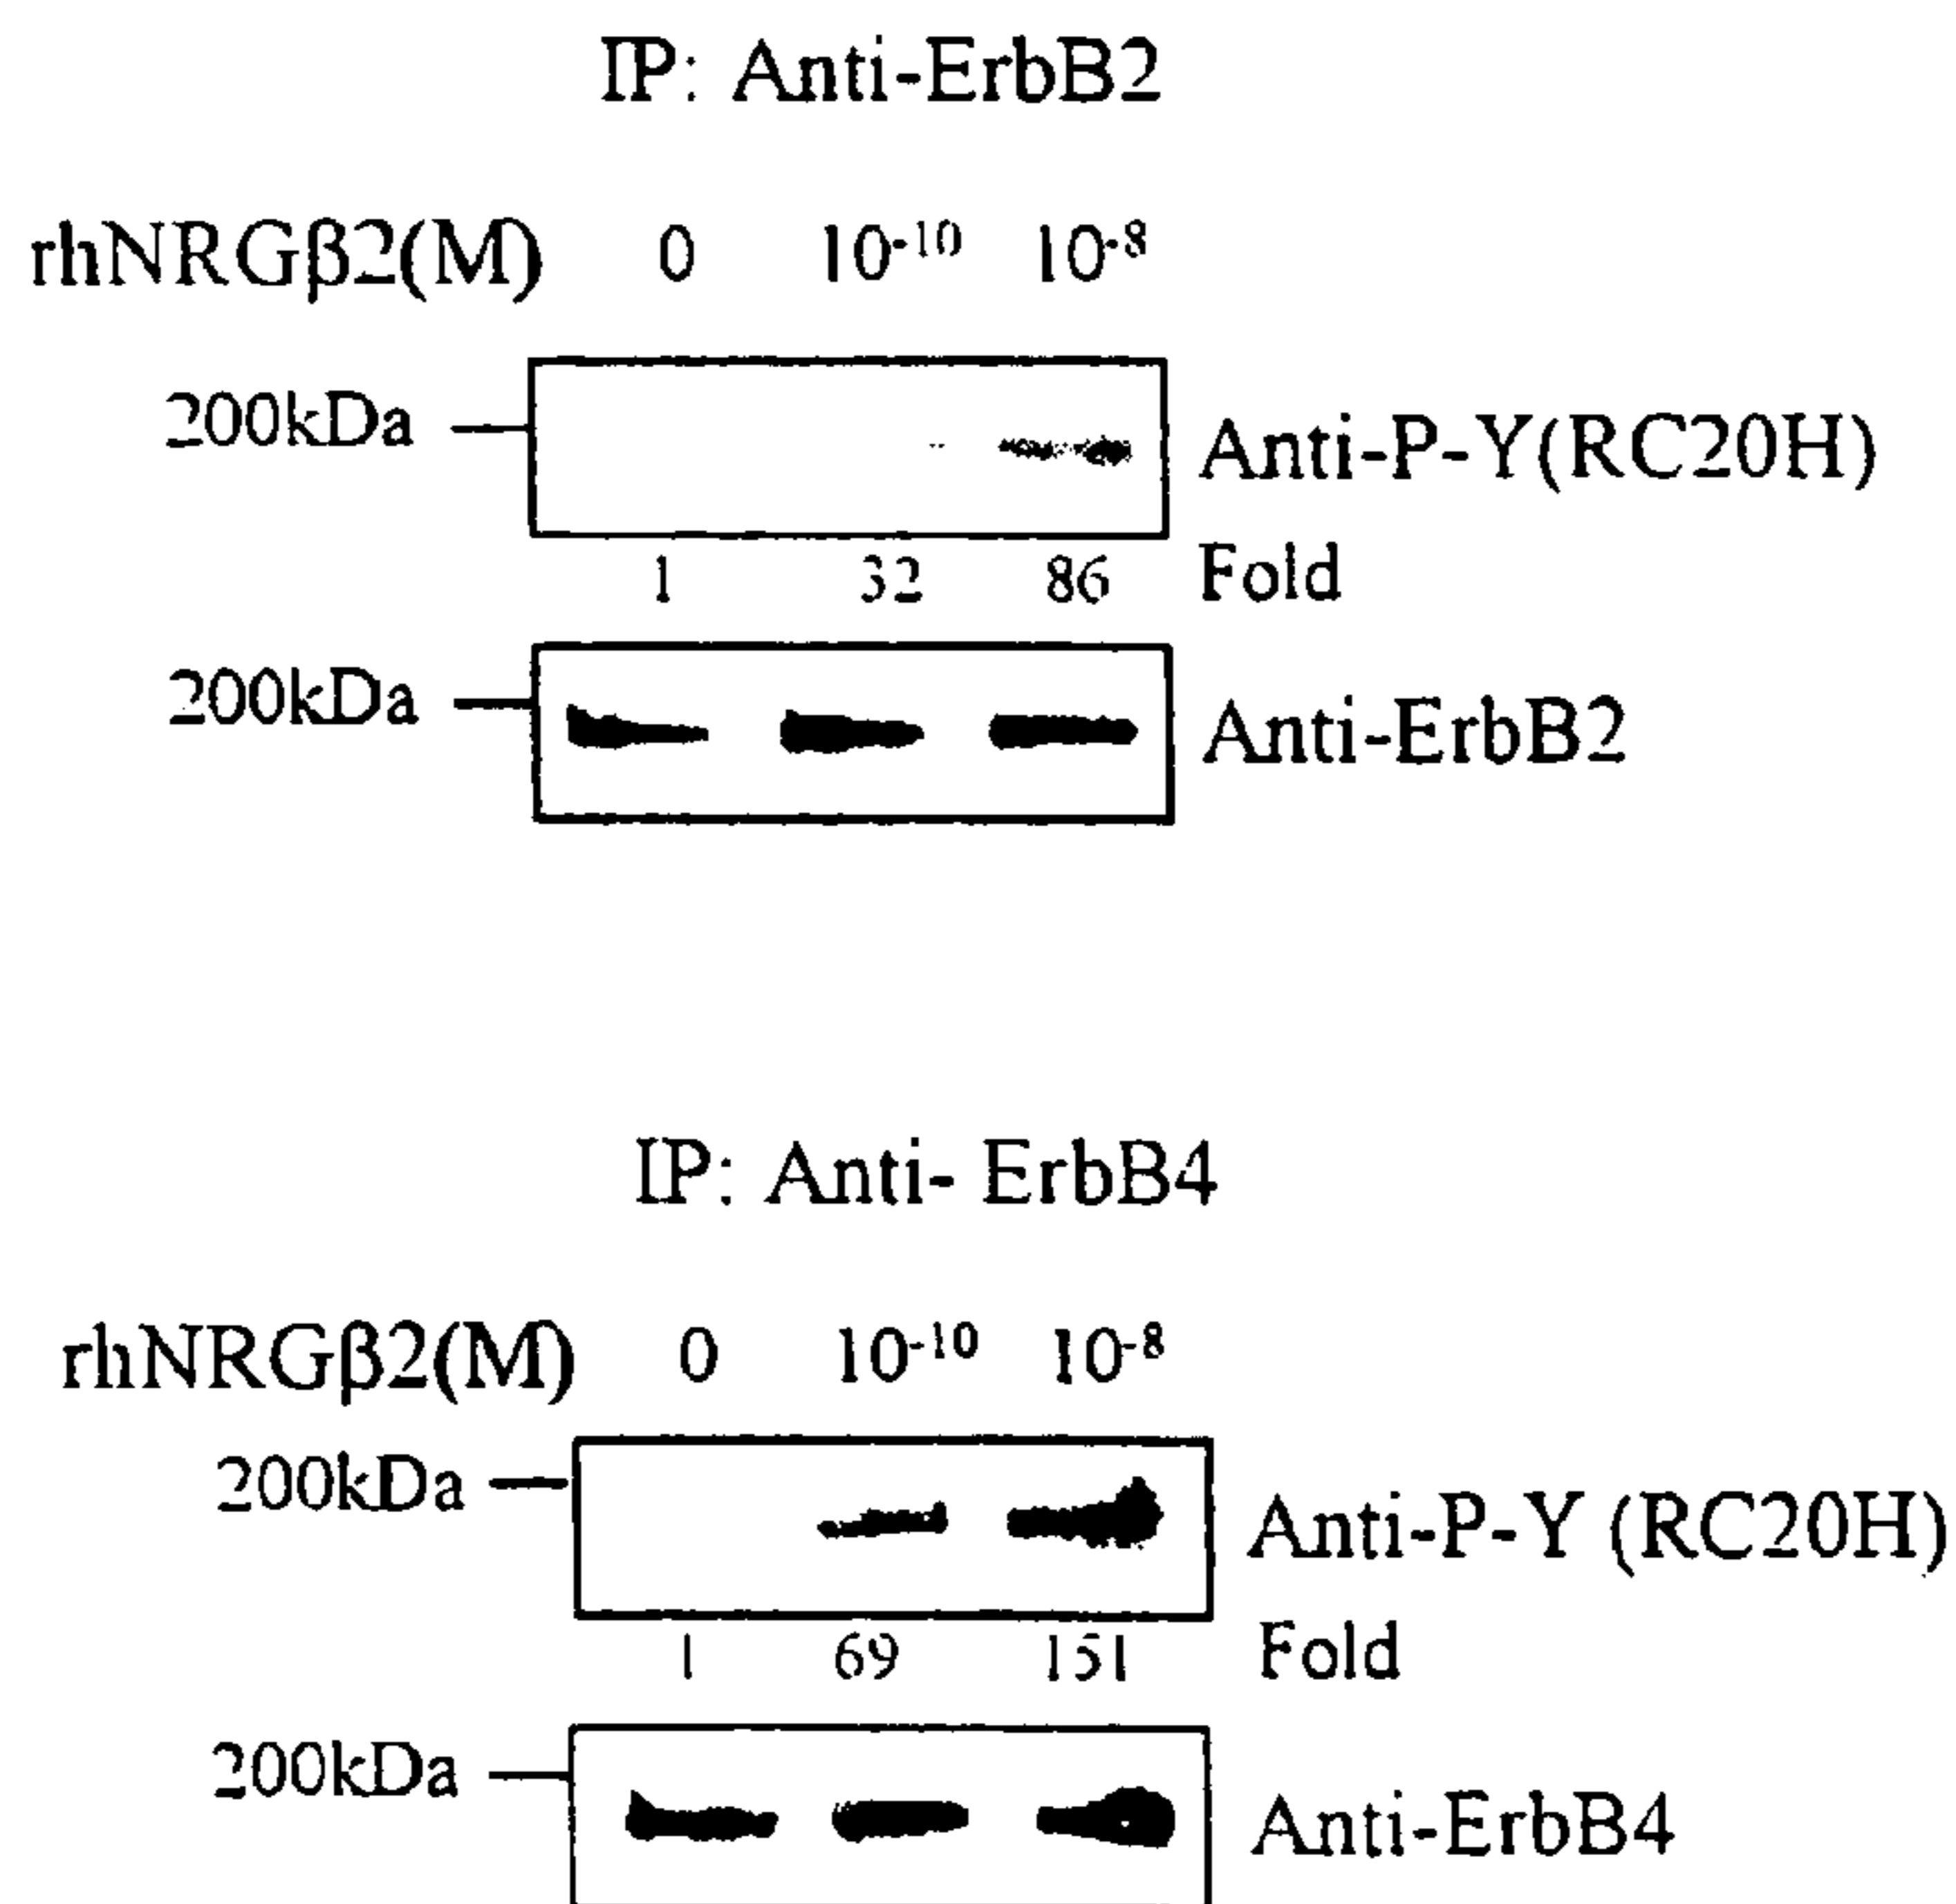 IP: Anti-ErbB2
rhNRGβ2(M) 0 10⁻¹⁰ 10⁻⁸
200kDa Anti-P-Y(RC20H)
1 32 86 Fold
200kDa Anti-ErbB2
IP: Anti- ErbB4
rhNRGβ2(M) 0 10⁻¹⁰ 10⁻⁸
200kDa Anti-P-Y (RC20H)
1 69 151 Fold
200kDa Anti-ErbB4